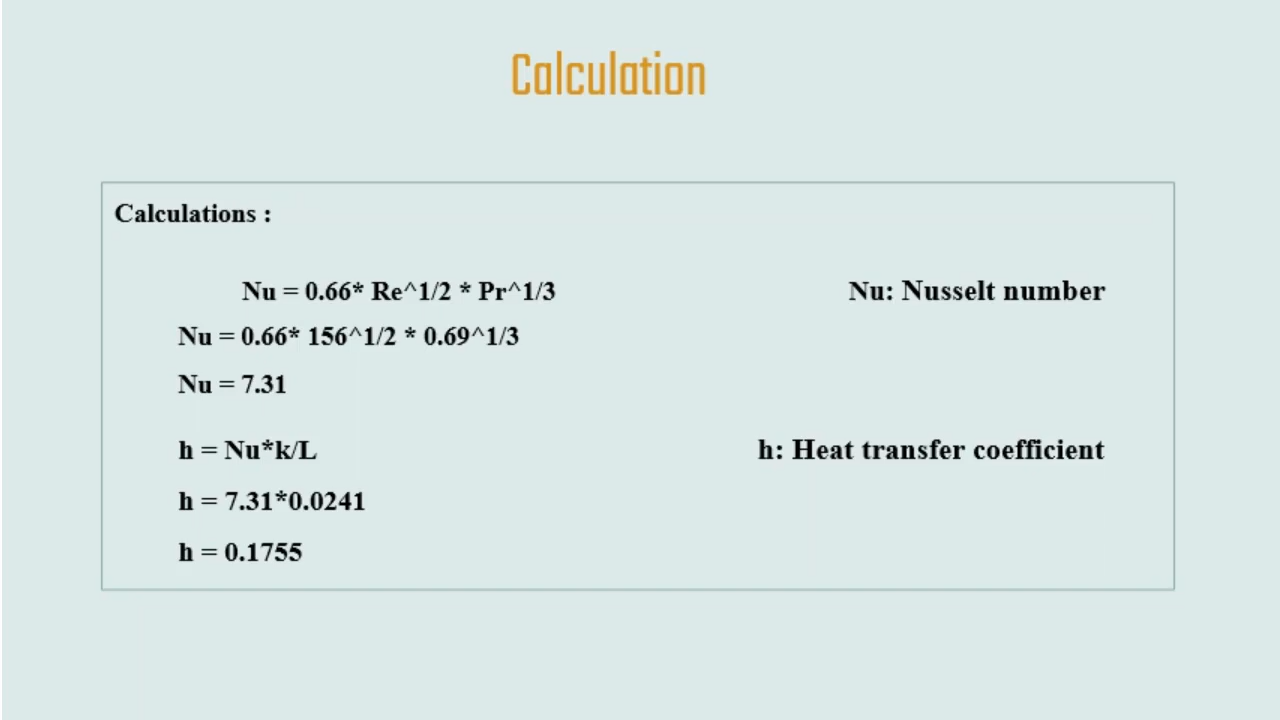 Calculation
Calculations :
Nu = 0.66* Re^1/2 * Pr^1/3 Nu: Nusselt number
Nu = 0.66* 156^1/2 * 0.69^1/3
Nu = 7.31
h = Nu*k/L h: Heat transfer coefficient
h = 7.31*0.0241
h = 0.1755